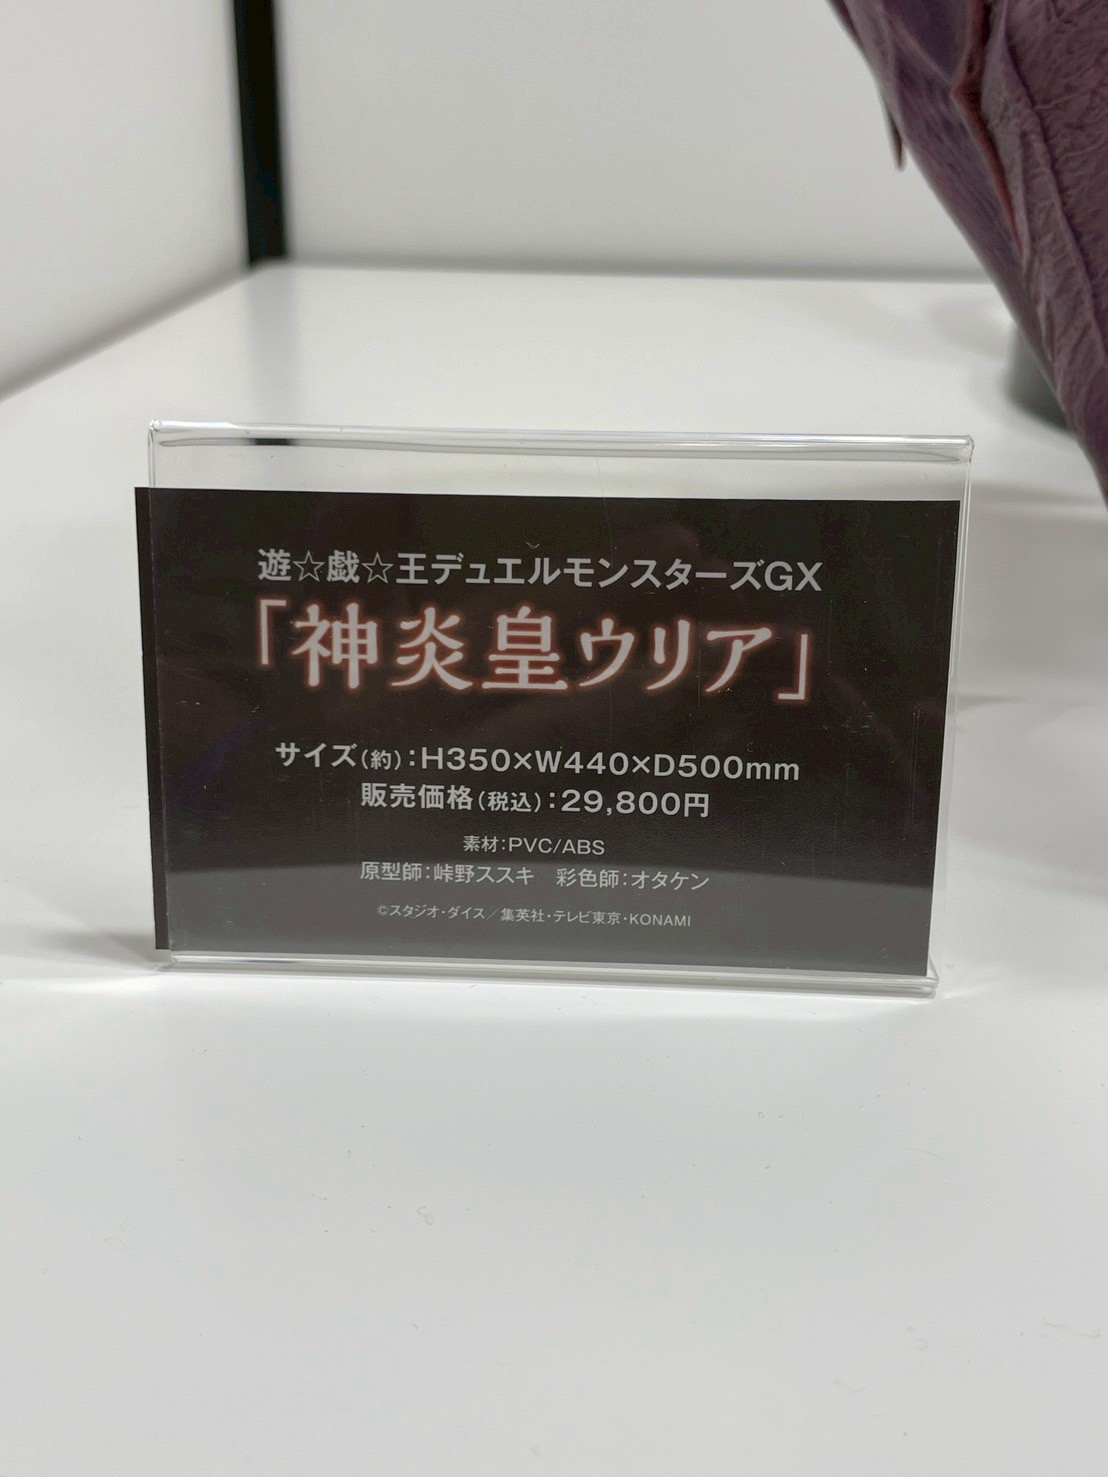 遊☆戯☆王デュエルモンスターズGX
「神炎皇ウリア」
サイズ(約):H350×W440×D500mm
販売価格(税込):29,800円
素材:PVC/ABS
原型師:峠野ススキ　彩色師:オタケン
©スタジオ・ダイス／集英社・テレビ東京・KONAMI